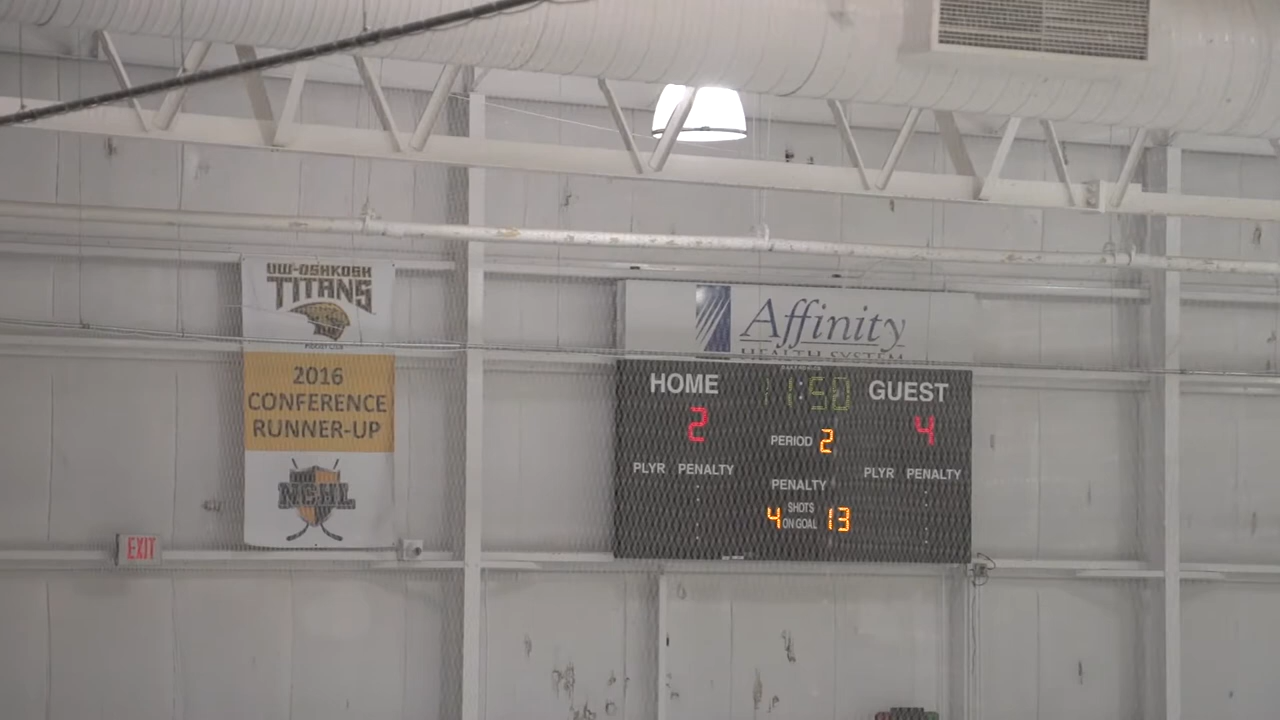 UW-OSHKOSH
TITANS
2016
CONFERENCE
RUNNER-UP
EXIT
Affinity
HEALTH SYSTEM
HOME 11:50 GUEST
2 4
PERIOD 2
PLYR PENALTY PLYR PENALTY
PENALTY
4 SHOTS ON GOAL 13